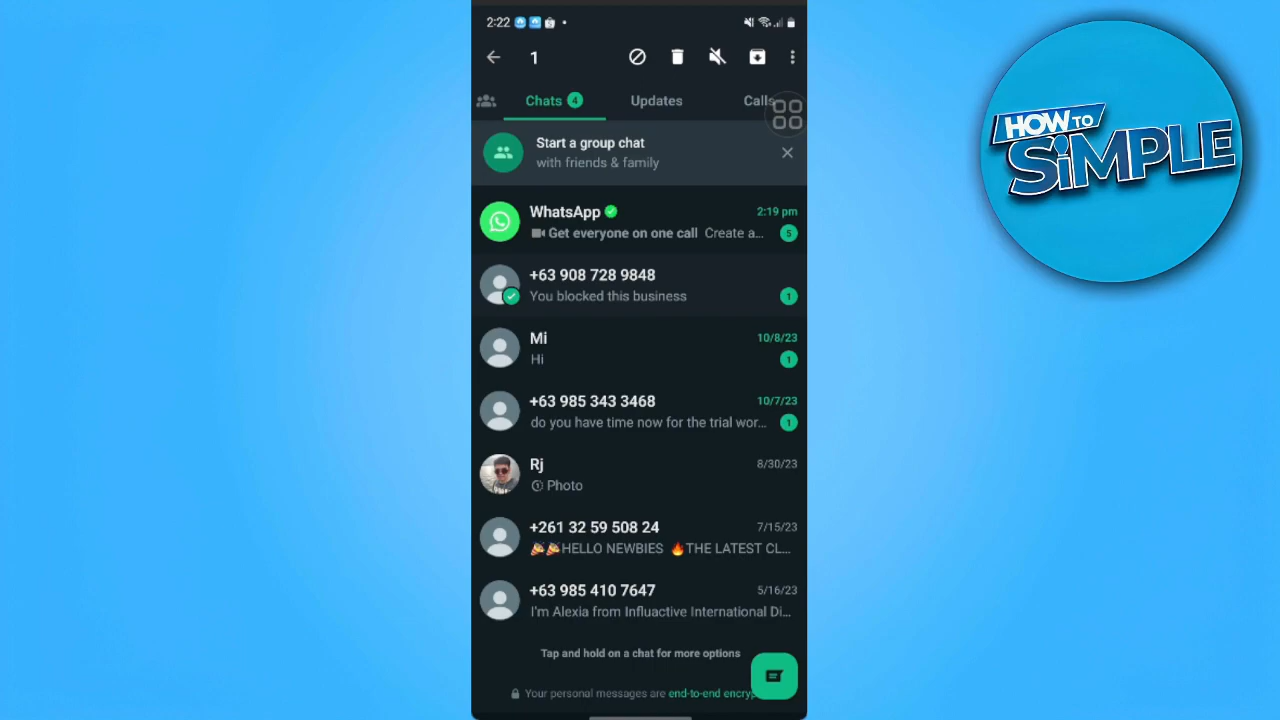 2:22
1
Chats 4
Updates
Calls
Start a group chat
with friends & family
WhatsApp
2:19 pm
Get everyone on one call Create a...
5
+63 908 728 9848
You blocked this business
1
Mi
10/8/23
Hi
1
+63 985 343 3468
10/7/23
do you have time now for the trial wor...
1
Rj
8/30/23
Photo
+261 32 59 508 24
7/15/23
🎉🎉HELLO NEWBIES 🔥THE LATEST CL...
+63 985 410 7647
5/16/23
I'm Alexia from Influactive International Di...
Tap and hold on a chat for more options
Your personal messages are end-to-end encryp
HOW TO
SiMPLE